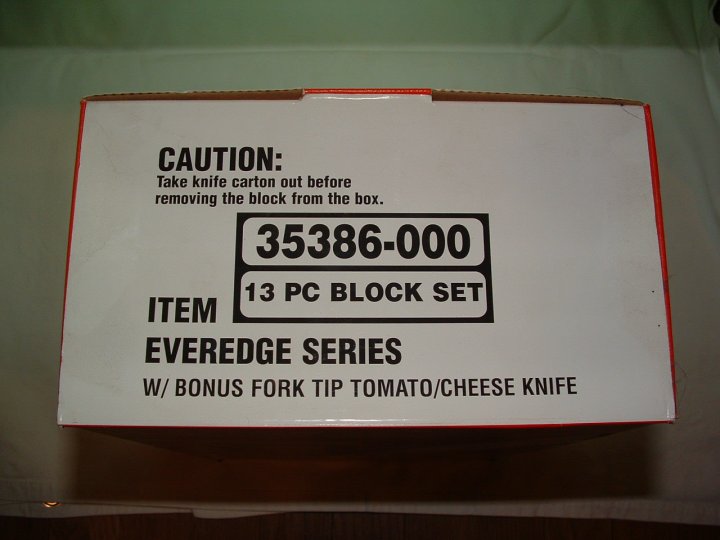 CAUTION:
Take knife carton out before
removing the block from the box.
35386-000
13 PC BLOCK SET
ITEM
EVEREDGE SERIES
W/ BONUS FORK TIP TOMATO/CHEESE KNIFE